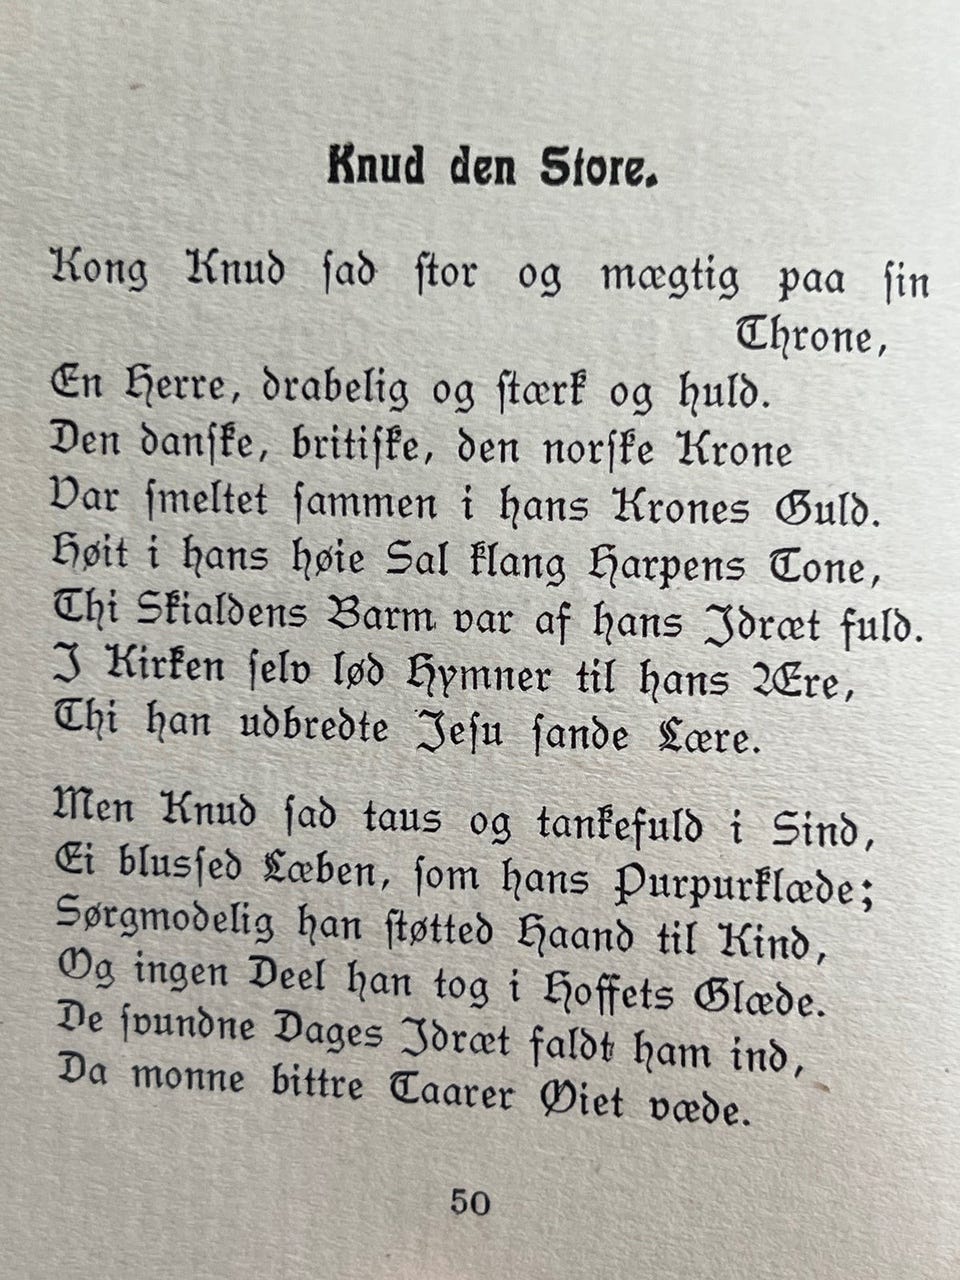 Knud den Store.
Kong Knud sad stor og mægtig paa sin
Throne,
En Herre, drabelig og stærk og huld.
Den danske, britiske, den norske Krone
Var smeltet sammen i hans Krones Guld.
Høit i hans høie Sal klang Harpens Tone,
Thi Skialdens Barm var af hans Idræt fuld.
I Kirken selv lød Hymner til hans Ære,
Thi han udbredte Jesu sande Lære.
Men Knud sad taus og tankefuld i Sind,
Ei blussed Læben, som hans Purpurklæde;
Sørgmodelig han støtted Haand til Kind,
Og ingen Deel han tog i Hoffets Glæde.
De svundne Dages Idræt faldt ham ind,
Da monne bittre Taarer Øiet væde.
50